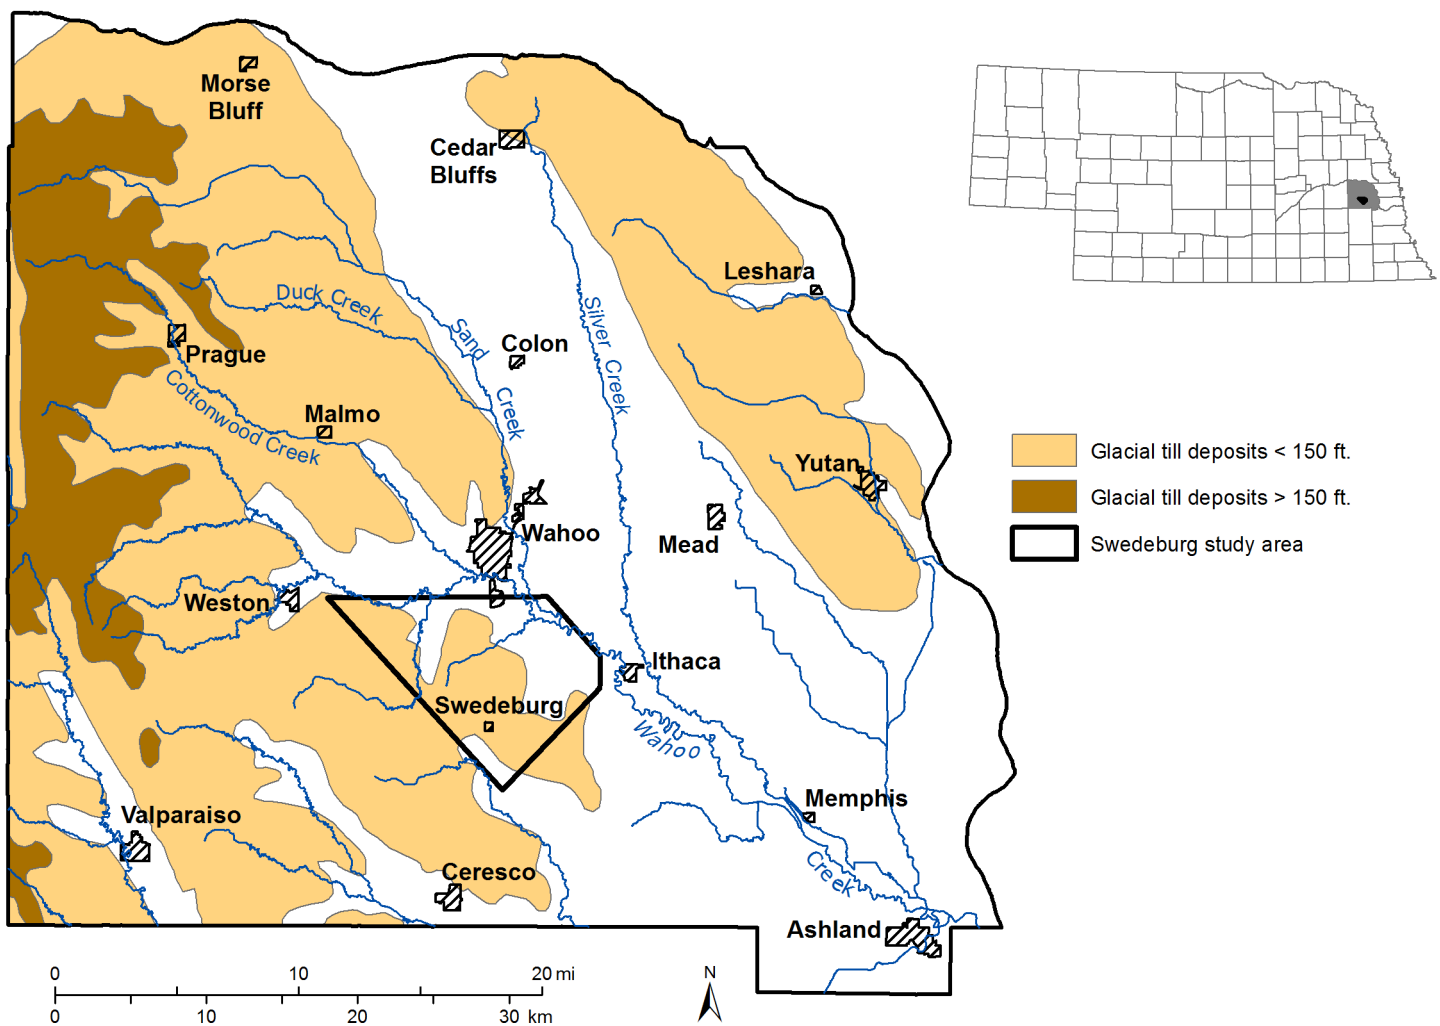 Morse
Bluff
Cedar
Bluffs
Leshara
Duck Creek
Sand
Creek
Silver Creek
Colon
Prague
Cottonwood Creek
Malmo
Yutan
Wahoo
Mead
Weston
Ithaca
Swedeburg
Wahoo
Creek
Memphis
Valparaiso
Ceresco
Ashland
Glacial till deposits < 150 ft.
Glacial till deposits > 150 ft.
Swedeburg study area
0 10 20 mi
0 10 20 30 km
N